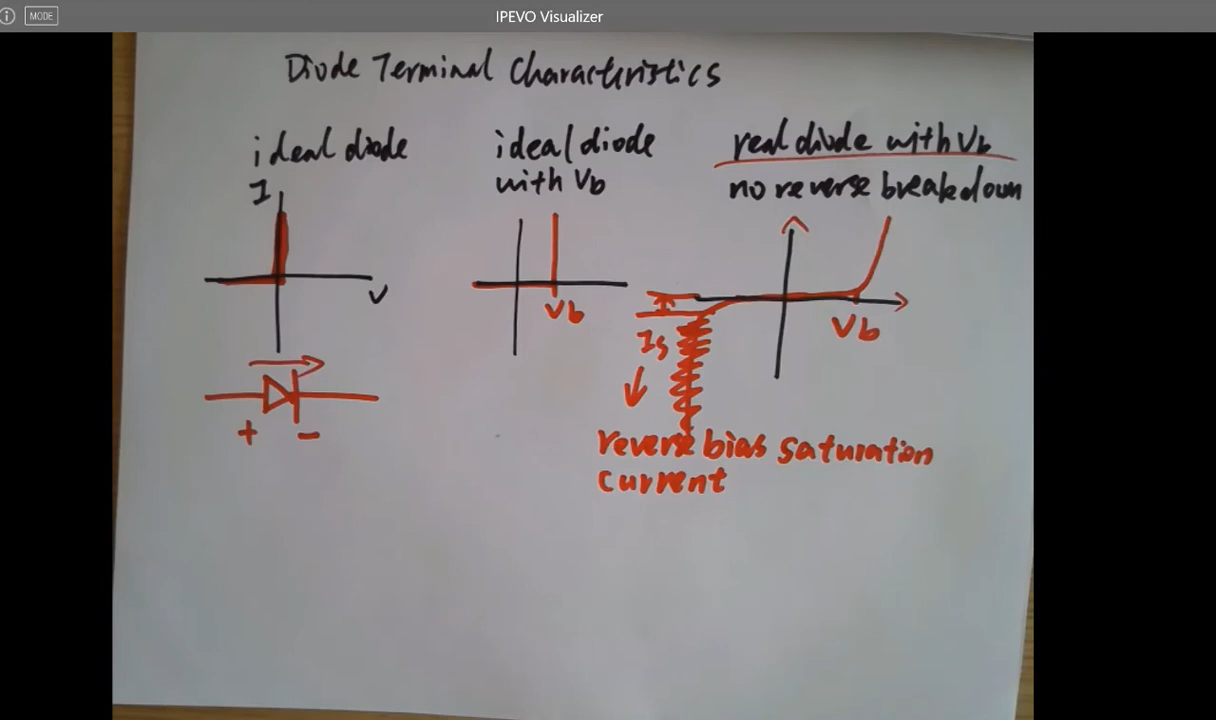 MODE
IPEVO Visualizer
Diode Terminal Characteristics
ideal diode
I
V
+ -
ideal diode
with Vb
Vb
real diode with Vb
no reverse breakdown
Vb
Is
reverse bias saturation
current